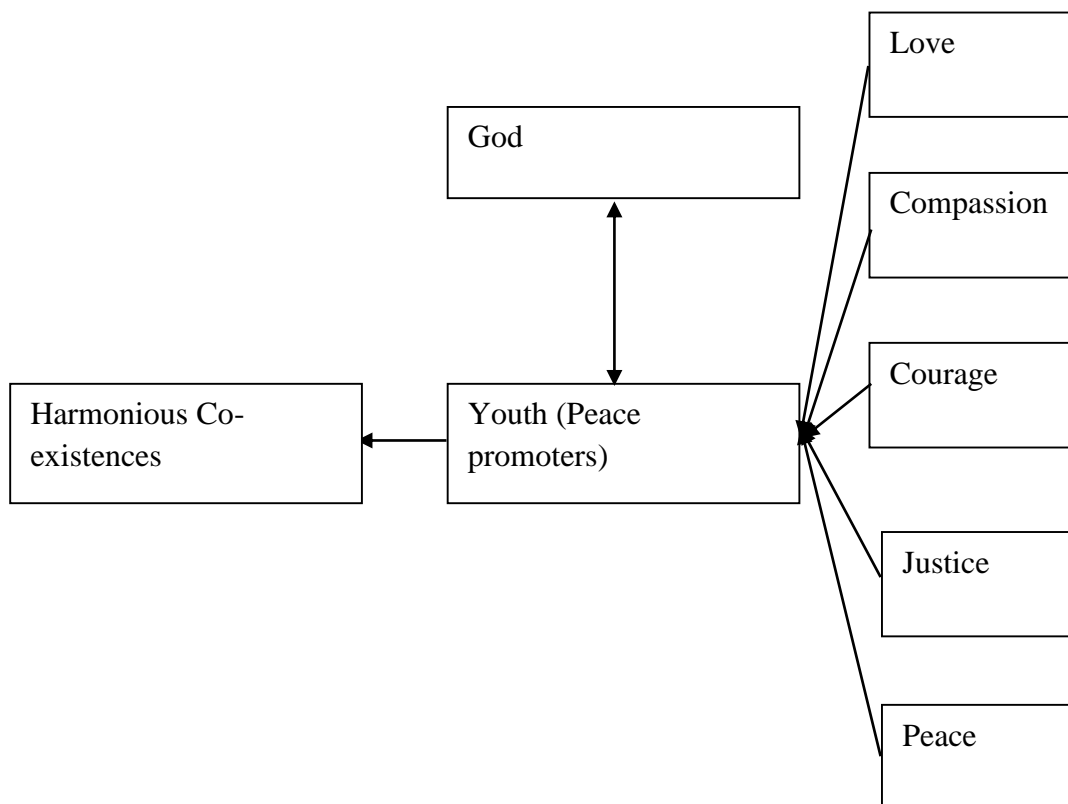 Love
God
Compassion
Courage
Harmonious Co-
existences
Youth (Peace
promoters)
Justice
Peace